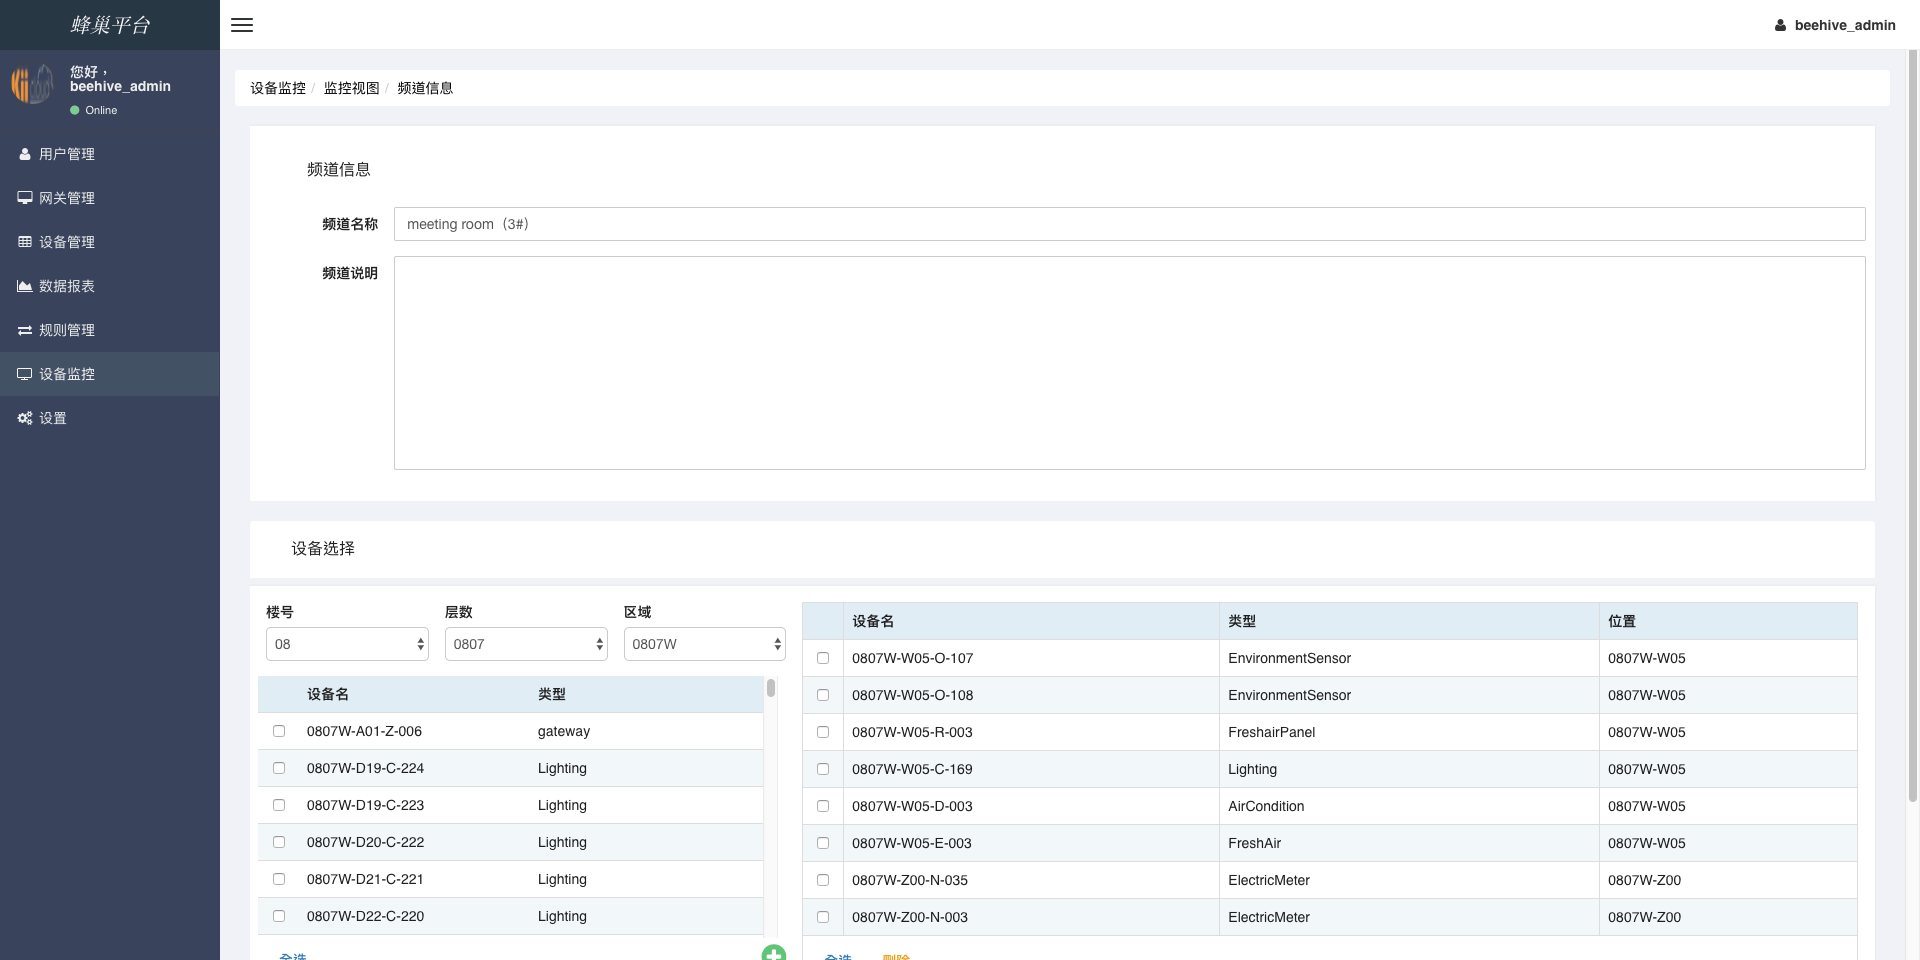 蜂巢平台
beehive_admin
您好，
beehive_admin
Online
用户管理
网关管理
设备管理
数据报表
规则管理
设备监控
设置
设备监控 / 监控视图 / 频道信息
频道信息
频道名称 meeting room（3#）
频道说明
设备选择
楼号 层数 区域
08 0807 0807W
设备名 类型
0807W-A01-Z-006 gateway
0807W-D19-C-224 Lighting
0807W-D19-C-223 Lighting
0807W-D20-C-222 Lighting
0807W-D21-C-221 Lighting
0807W-D22-C-220 Lighting
全选
设备名 类型 位置
0807W-W05-O-107 EnvironmentSensor 0807W-W05
0807W-W05-O-108 EnvironmentSensor 0807W-W05
0807W-W05-R-003 FreshairPanel 0807W-W05
0807W-W05-C-169 Lighting 0807W-W05
0807W-W05-D-003 AirCondition 0807W-W05
0807W-W05-E-003 FreshAir 0807W-W05
0807W-Z00-N-035 ElectricMeter 0807W-Z00
0807W-Z00-N-003 ElectricMeter 0807W-Z00
全选 删除